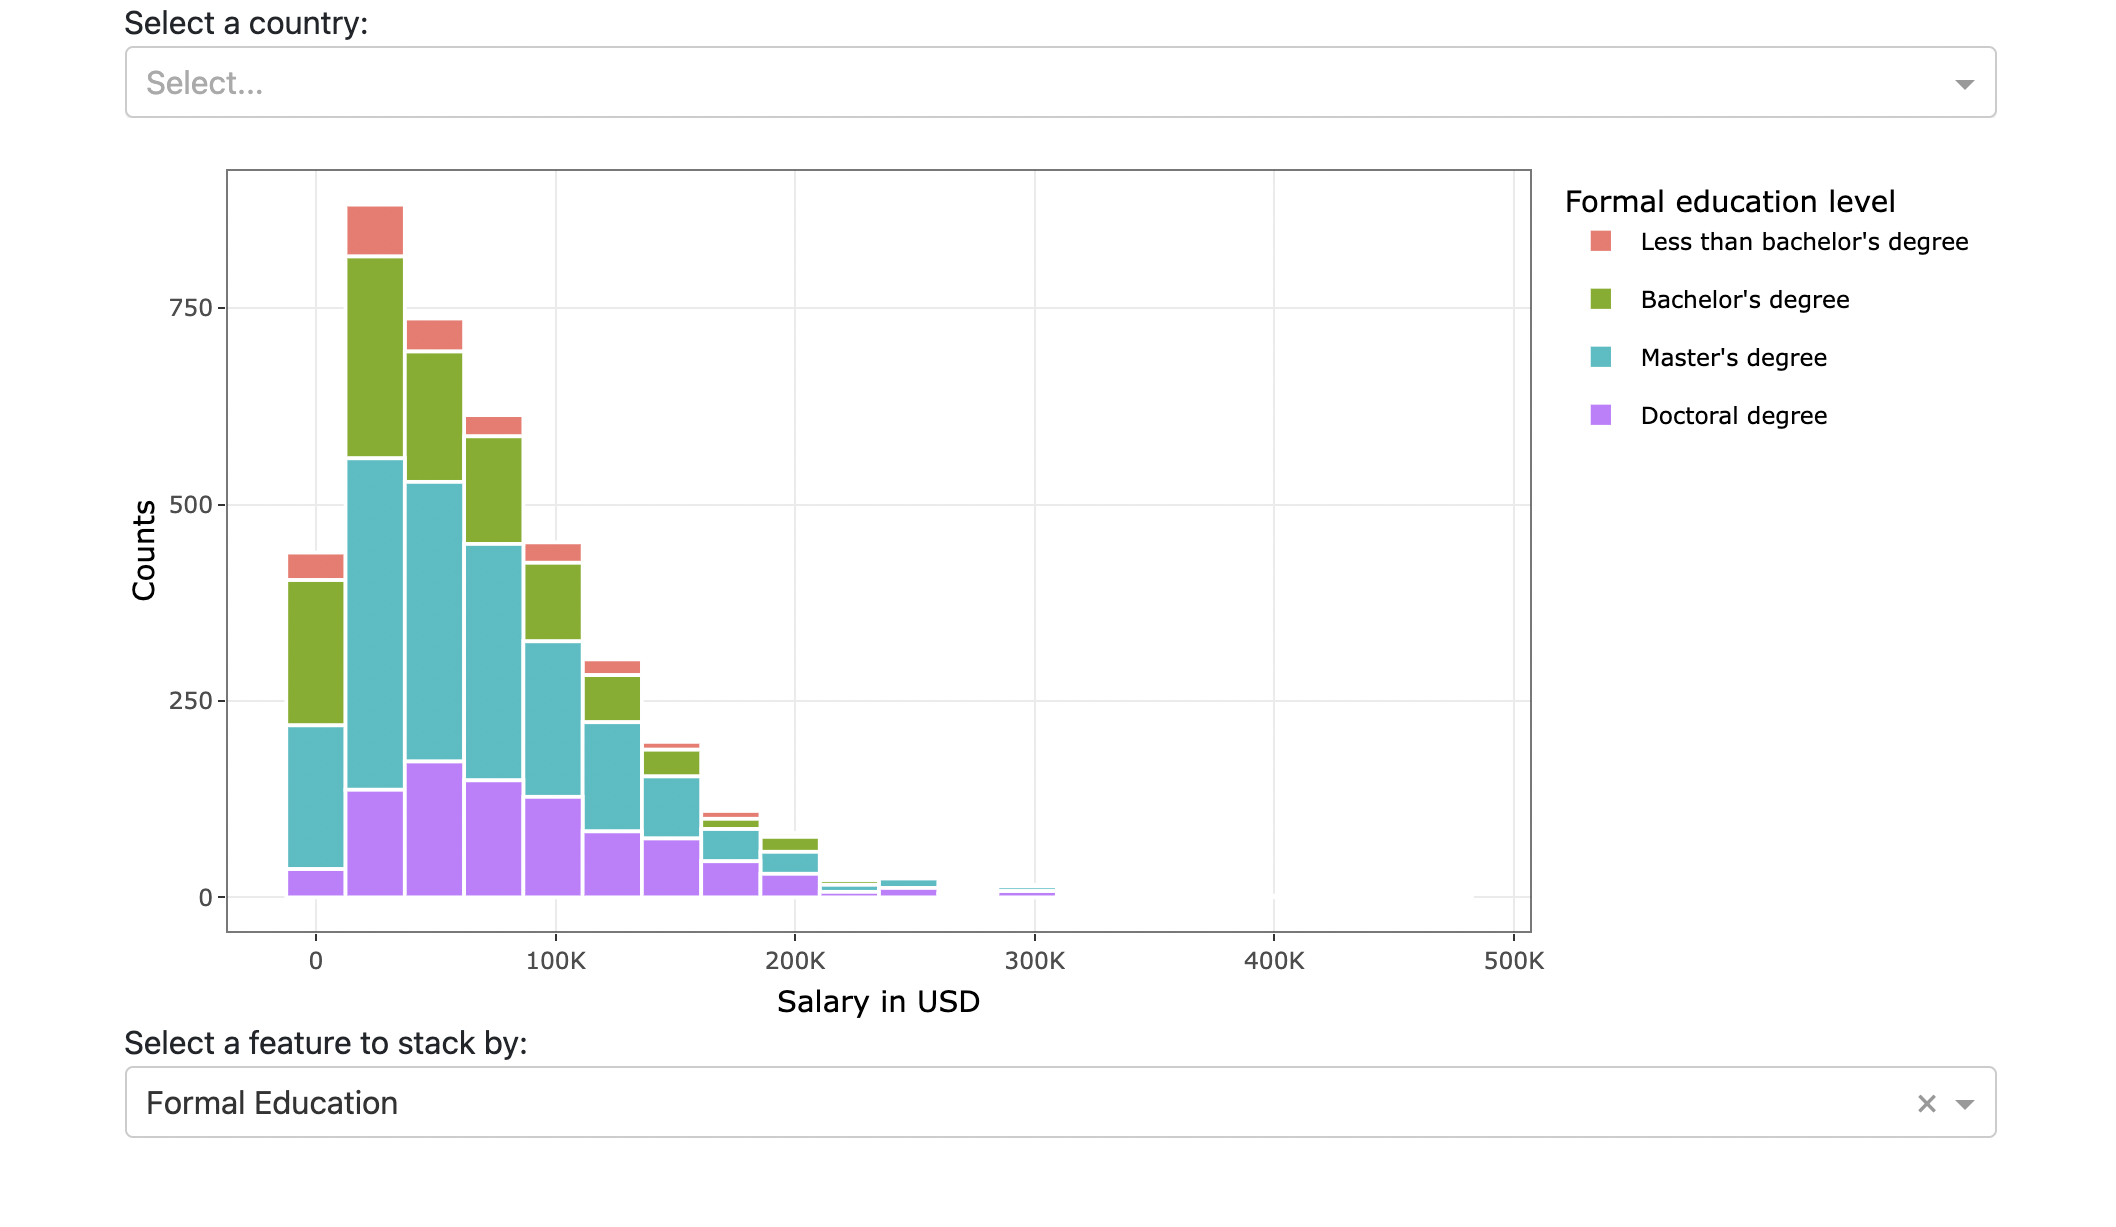 Select a country:
Select...
Formal education level
Less than bachelor's degree
Bachelor's degree
Master's degree
Doctoral degree
Counts
750
500
250
0
0 100K 200K 300K 400K 500K
Salary in USD
Select a feature to stack by:
Formal Education